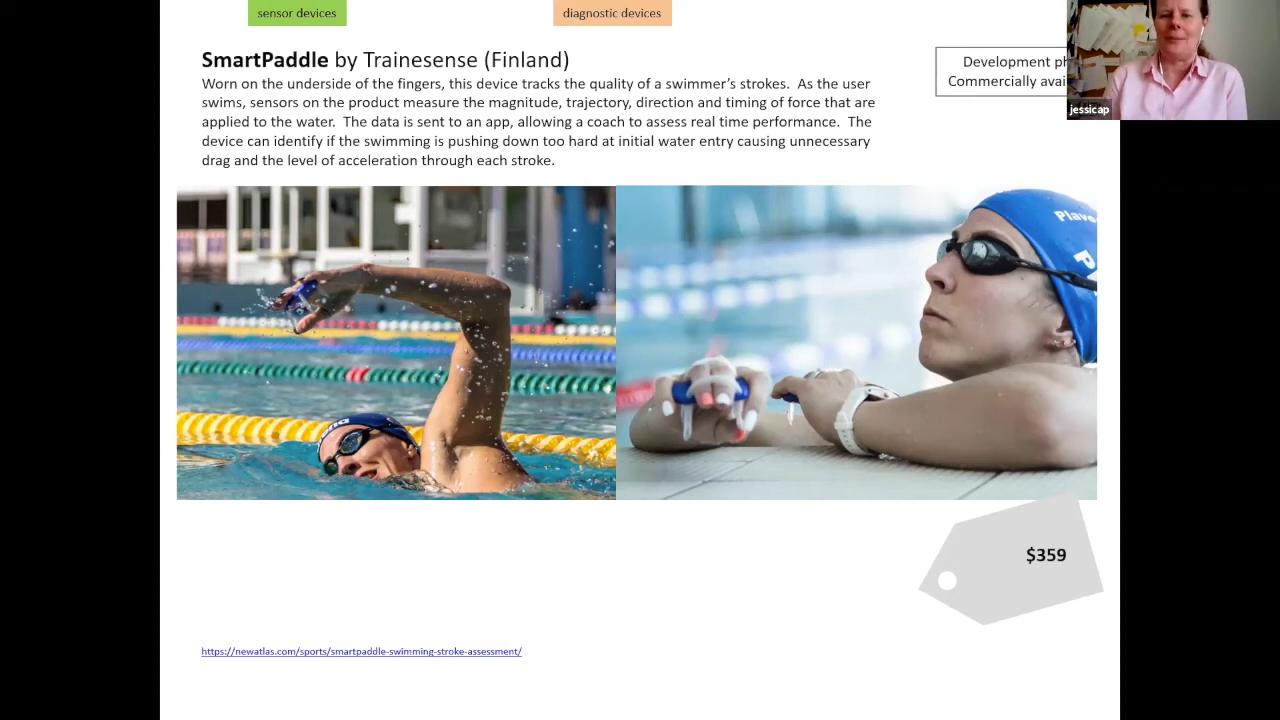 sensor devices
diagnostic devices
SmartPaddle by Trainesense (Finland)
Development
Commercially
jessicap
Worn on the underside of the fingers, this device tracks the quality of a swimmer's strokes. As the user
swims, sensors on the product measure the magnitude, trajectory, direction and timing of force that are
applied to the water. The data is sent to an app, allowing a coach to assess real time performance. The
device can identify if the swimming is pushing down too hard at initial water entry causing unnecessary
drag and the level of acceleration through each stroke.
$359
https://newatlas.com/sports/smartpaddle-swimming-stroke-assessment/